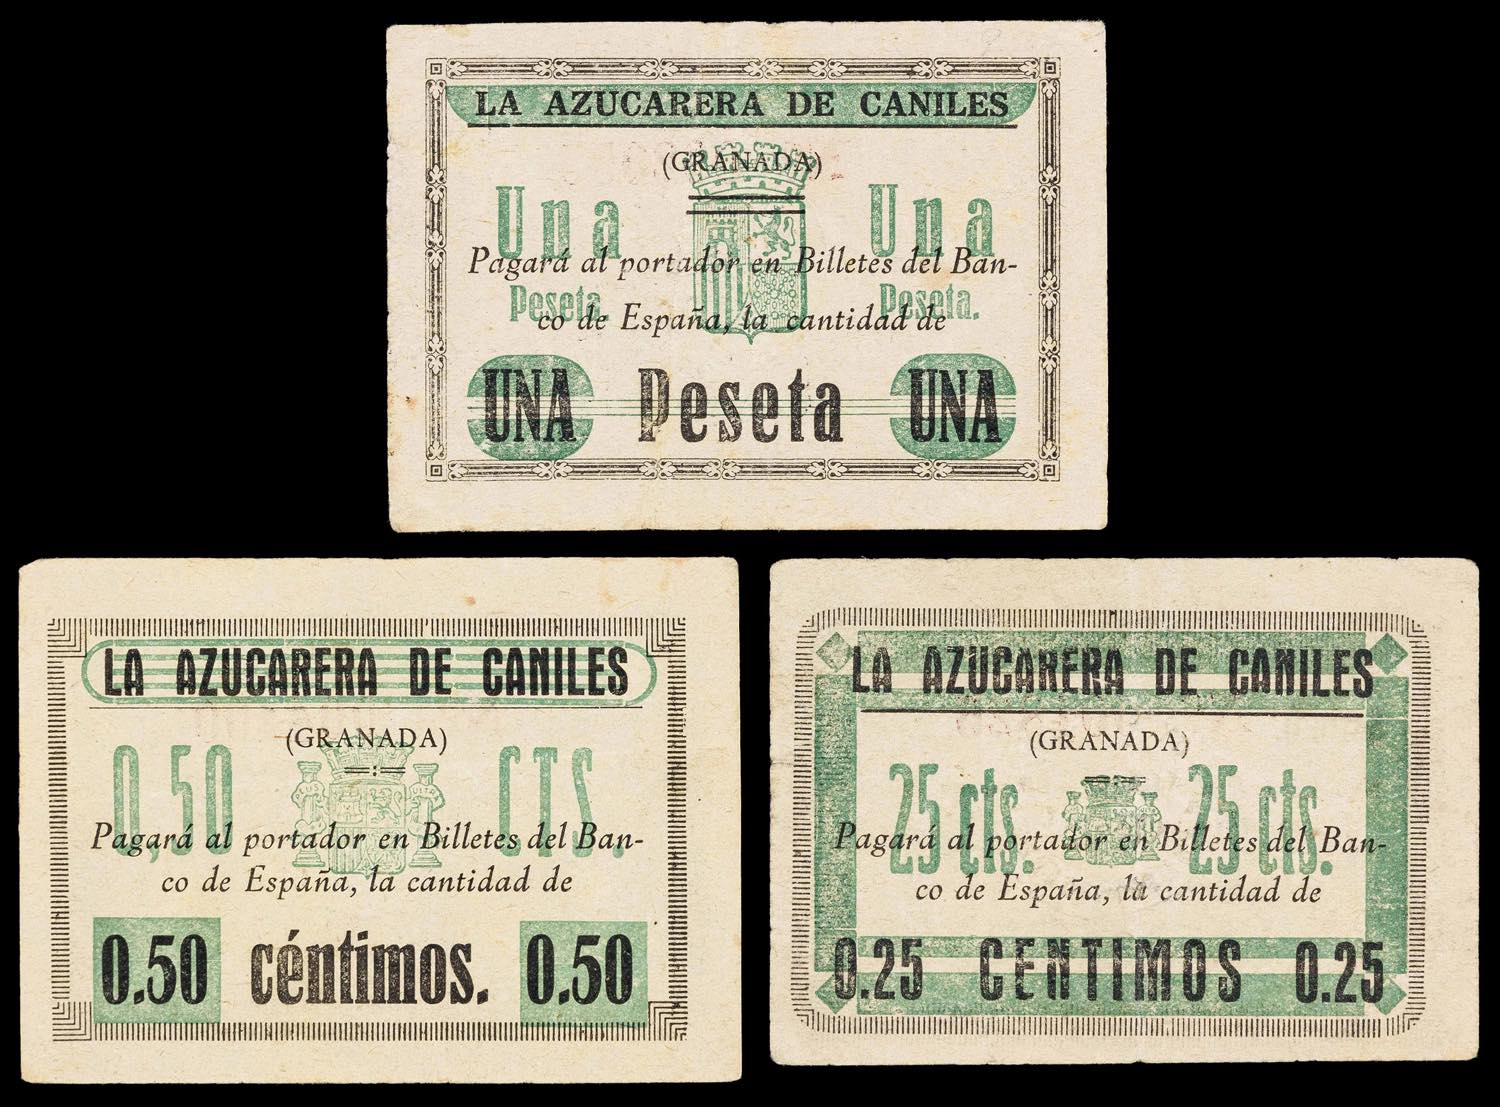 LA AZUCARERA DE CANILES
(GRANADA)
Una Una
Pagará al portador en Billetes del Ban-
Peseta. Peseta.
co de España, la cantidad de
UNA Peseta UNA
LA AZUCARERA DE CANILES
(GRANADA)
0,50 CTS.
PLUS ULTRA
Pagará al portador en Billetes del Ban-
co de España, la cantidad de
0.50 céntimos. 0.50
LA AZUCARERA DE CANILES
(GRANADA)
25 cts. 25 cts.
Pagará al portador en Billetes del Ban-
co de España, la cantidad de
0.25 CENTIMOS 0.25